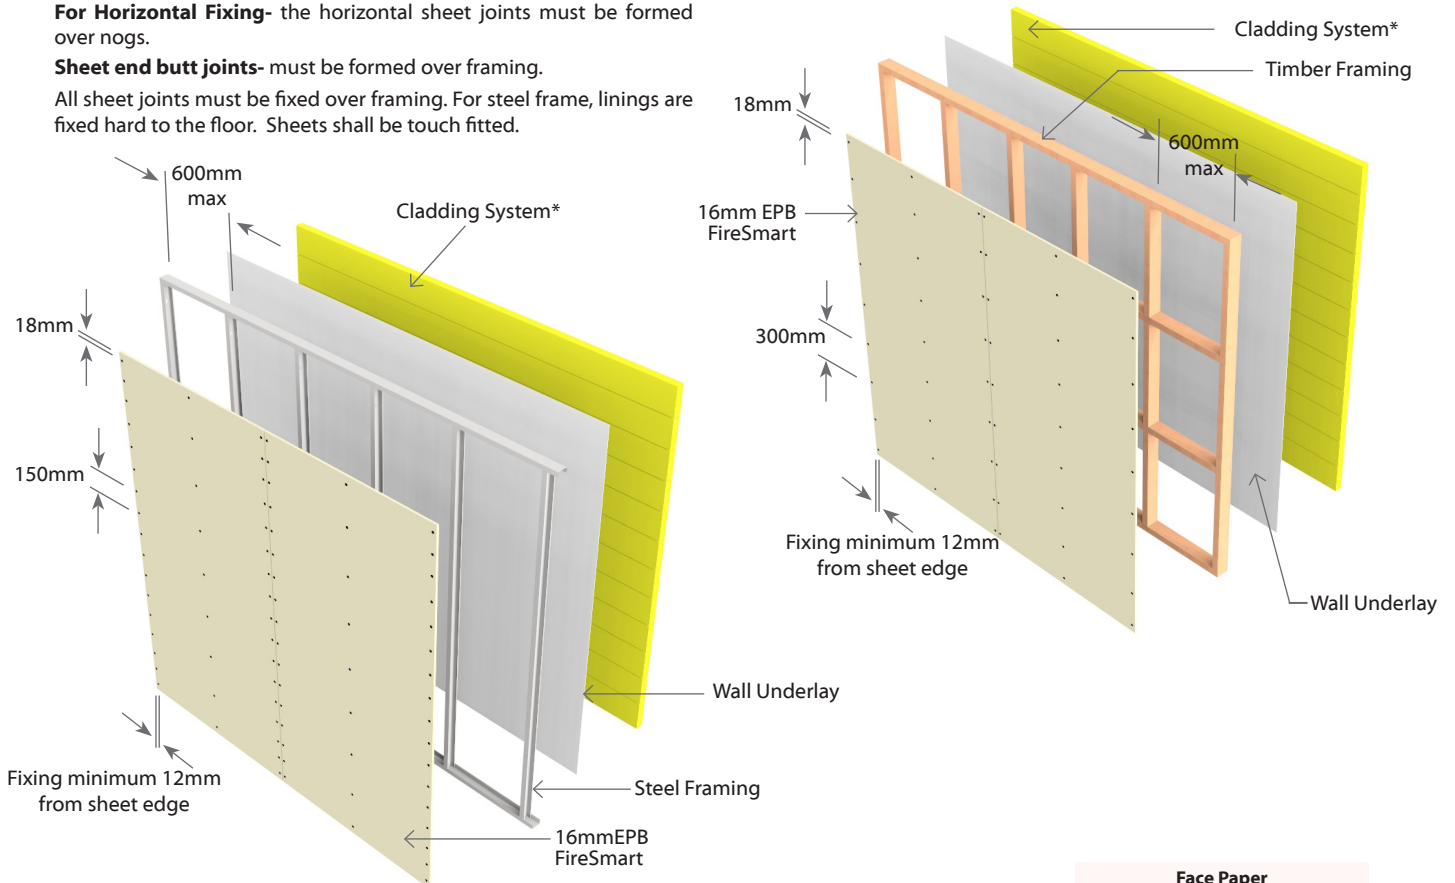 For Horizontal Fixing- the horizontal sheet joints must be formed
over nogs.
Sheet end butt joints- must be formed over framing.
All sheet joints must be fixed over framing. For steel frame, linings are
fixed hard to the floor. Sheets shall be touch fitted.
600mm
max
Cladding System*
18mm
150mm
Fixing minimum 12mm
from sheet edge
Wall Underlay
Steel Framing
16mmEPB
FireSmart
Cladding System*
Timber Framing
18mm
600mm
max
16mm EPB
FireSmart
300mm
Fixing minimum 12mm
from sheet edge
Wall Underlay
Face Paper